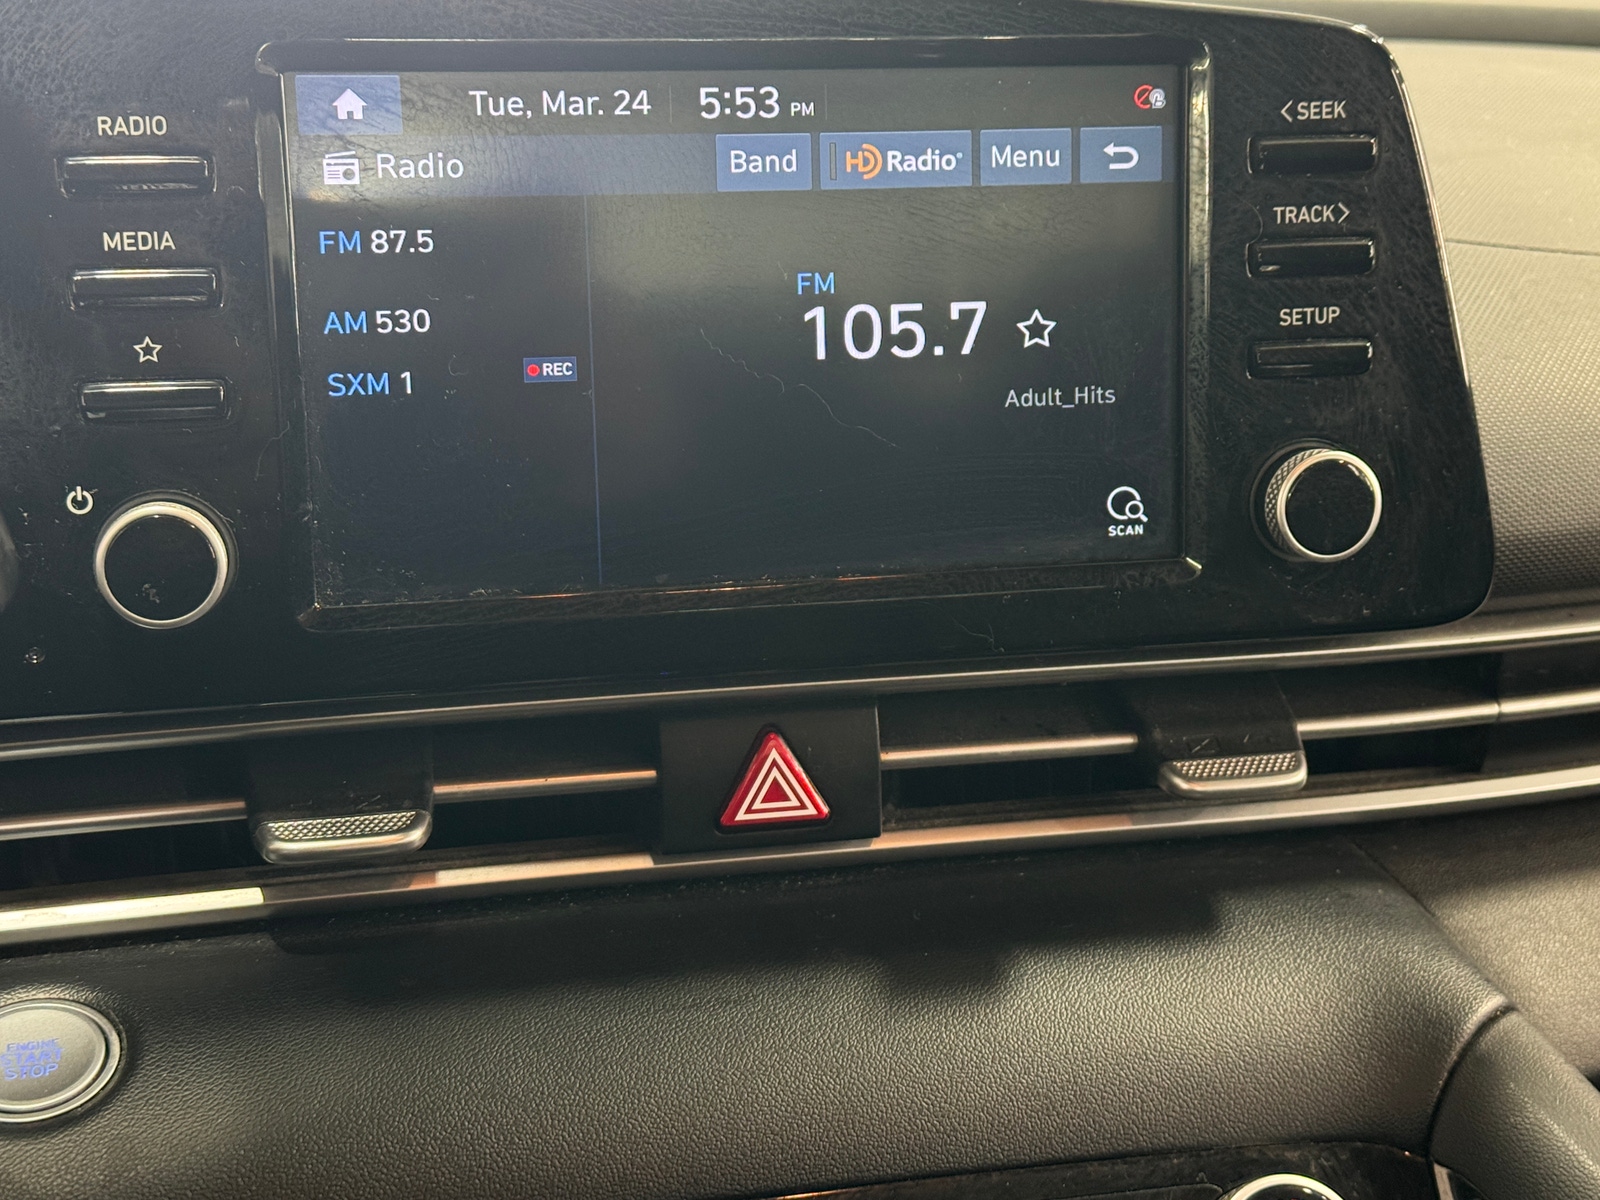 RADIO
MEDIA
Tue, Mar. 24 5:53 PM
Radio
Band
HD Radio®
Menu
FM 87.5
AM 530
SXM 1
REC
FM
105.7
Adult_Hits
SCAN
<SEEK
TRACK>
SETUP
ENGINE
START
STOP